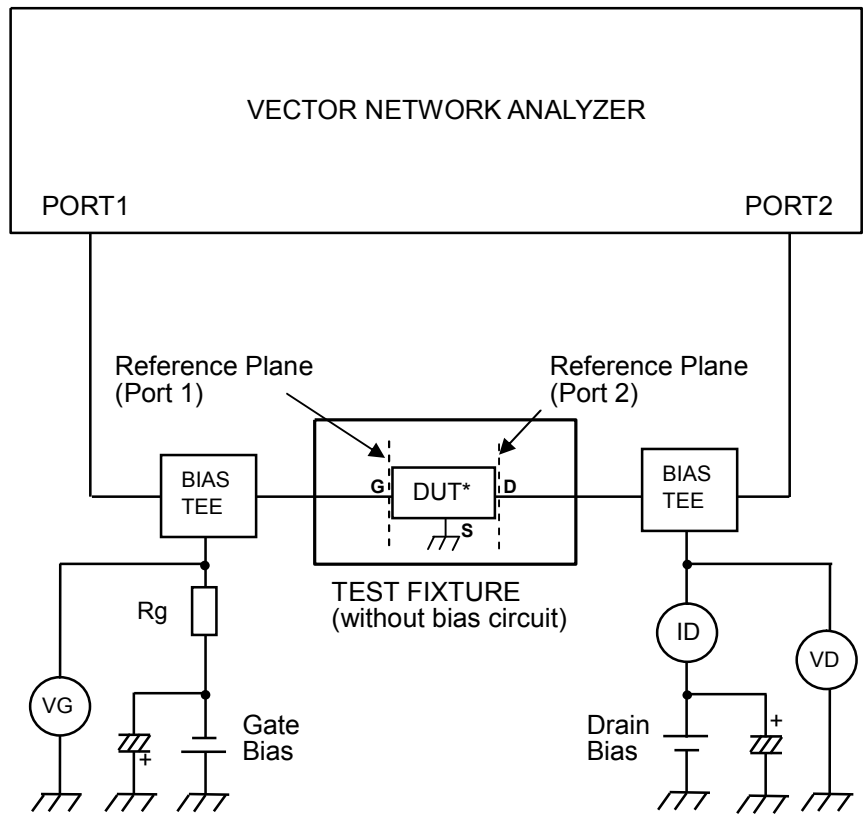 VECTOR NETWORK ANALYZER
PORT1
PORT2
Reference Plane
(Port 1)
Reference Plane
(Port 2)
BIAS
TEE
G
DUT*
D
S
BIAS
TEE
TEST FIXTURE
(without bias circuit)
Rg
ID
VD
VG
+
Gate
Bias
Drain
Bias
+